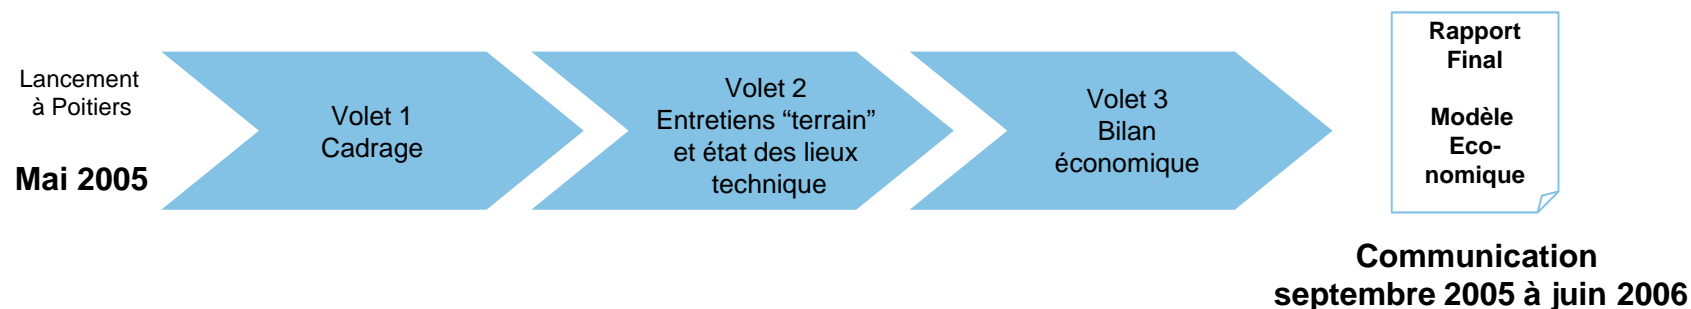 Lancement
à Poitiers
Mai 2005
Volet 1
Cadrage
Volet 2
Entretiens “terrain”
et état des lieux
technique
Volet 3
Bilan
économique
Rapport
Final
Modèle
Eco-
nomique
Communication
septembre 2005 à juin 2006